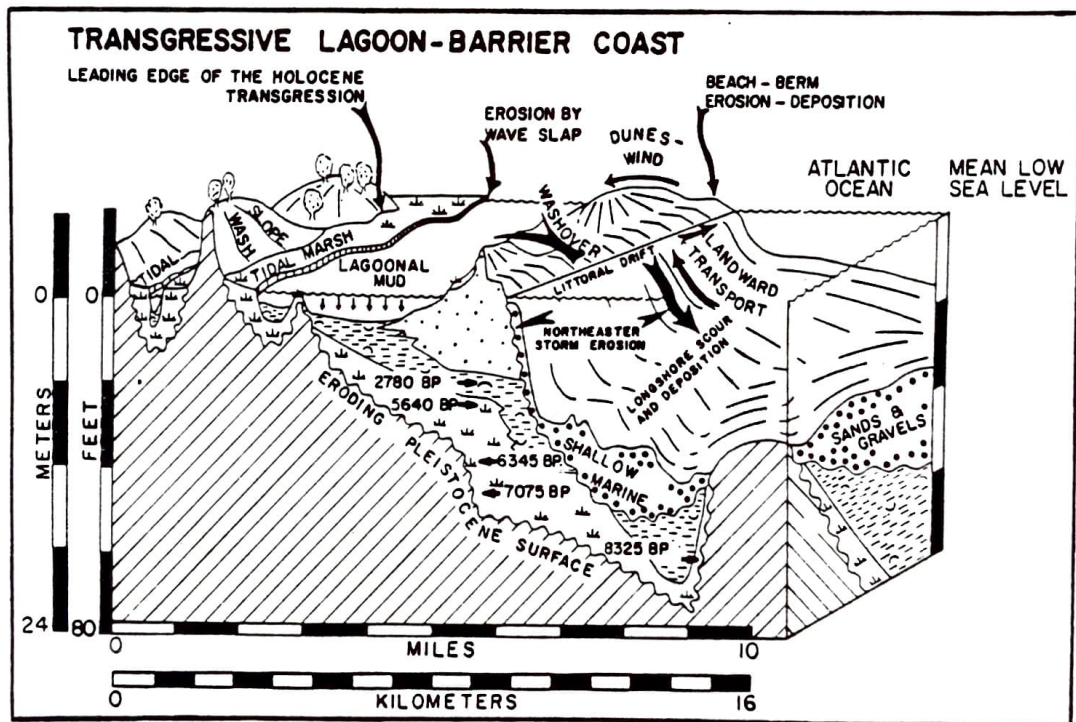 TRANSGRESSIVE LAGOON-BARRIER COAST
LEADING EDGE OF THE HOLOCENE
TRANSGRESSION
EROSION BY
WAVE SLAP
BEACH-BERM
EROSION-DEPOSITION
DUNES-
WIND
ATLANTIC
OCEAN
MEAN LOW
SEA LEVEL
SLOPE
WASH
TIDAL
TIDAL MARSH
LAGOONAL
MUD
WASHOVER
LITTORAL DRIFT
LANDWARD
TRANSPORT
NORTHEASTER
STORM EROSION
LONGSHORE SCOUR
AND DEPOSITION
0
0
METERS
FEET
2780 BP
5640 BP
6345 BP
7075 BP
8325 BP
ERODING PLEISTOCENE SURFACE
SHALLOW
MARINE
SANDS &
GRAVELS
24
80
0
MILES
10
0
KILOMETERS
16